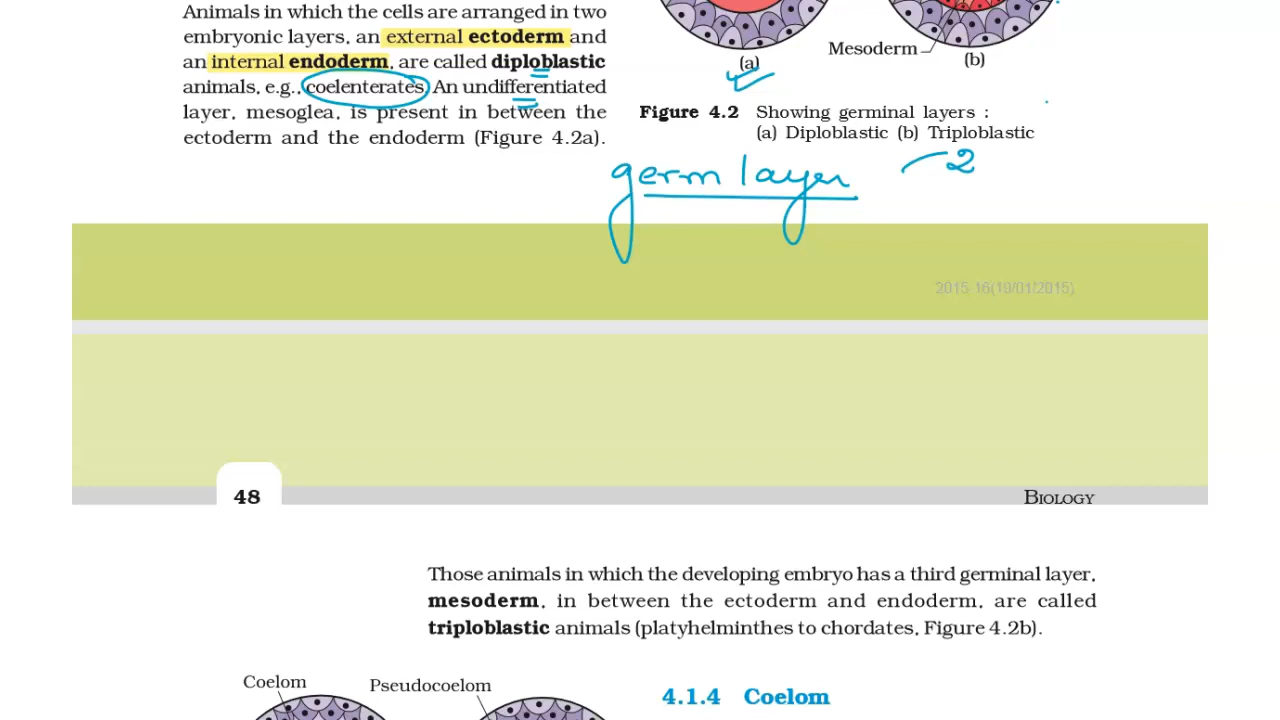 Animals in which the cells are arranged in two
embryonic layers, an external ectoderm and
an internal endoderm, are called diploblastic
animals, e.g., coelenterates. An undifferentiated
layer, mesoglea, is present in between the
ectoderm and the endoderm (Figure 4.2a).
Mesoderm
(a)
(b)
Figure 4.2 Showing germinal layers :
(a) Diploblastic (b) Triploblastic
germ layer 2
2015-16(19/01/2015)
48
BIOLOGY
Those animals in which the developing embryo has a third germinal layer,
mesoderm, in between the ectoderm and endoderm, are called
triploblastic animals (platyhelminthes to chordates, Figure 4.2b).
Coelom
Pseudocoelom
4.1.4 Coelom